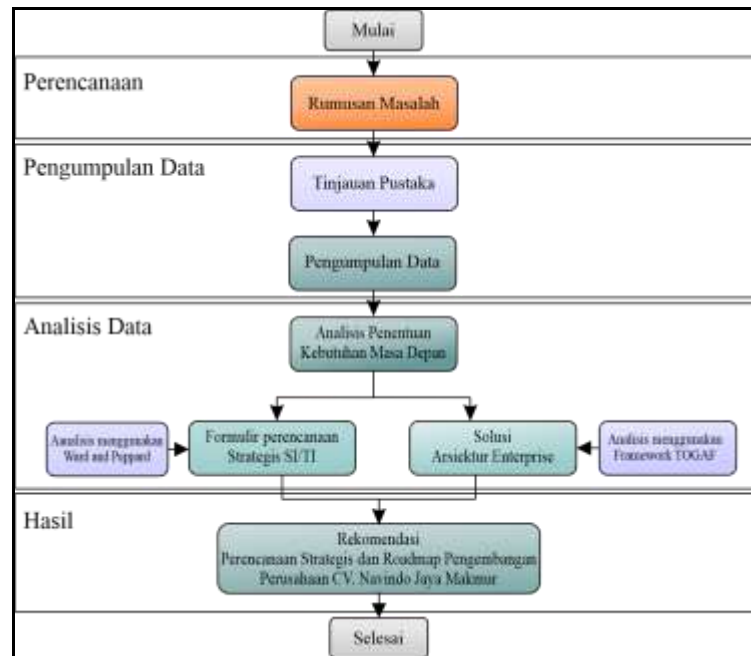 Mulai
Perencanaan
Rumusan Masalah
Pengumpulan Data
Tinjauan Pustaka
Pengumpulan Data
Analisis Data
Analisis Penentuan
Kebutuhan Masa Depan
Analisis menggunakan
Ward and Peppard
Formulir perencanaan
Strategis SI/TI
Solusi
Arsiektur Enterprise
Analisis menggunakan
Framework TOGAF
Hasil
Rekomendasi
Perencanaan Strategis dan Roadmap Pengembangan
Perusahaan CV. Navindo Jaya Makmur
Selesai